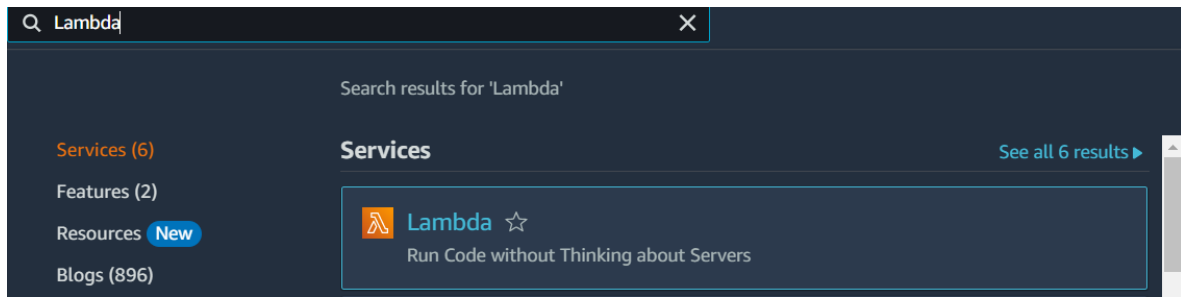 Lambda
Search results for 'Lambda'
Services (6)
Features (2)
Resources New
Blogs (896)
Services
See all 6 results
Lambda
Run Code without Thinking about Servers